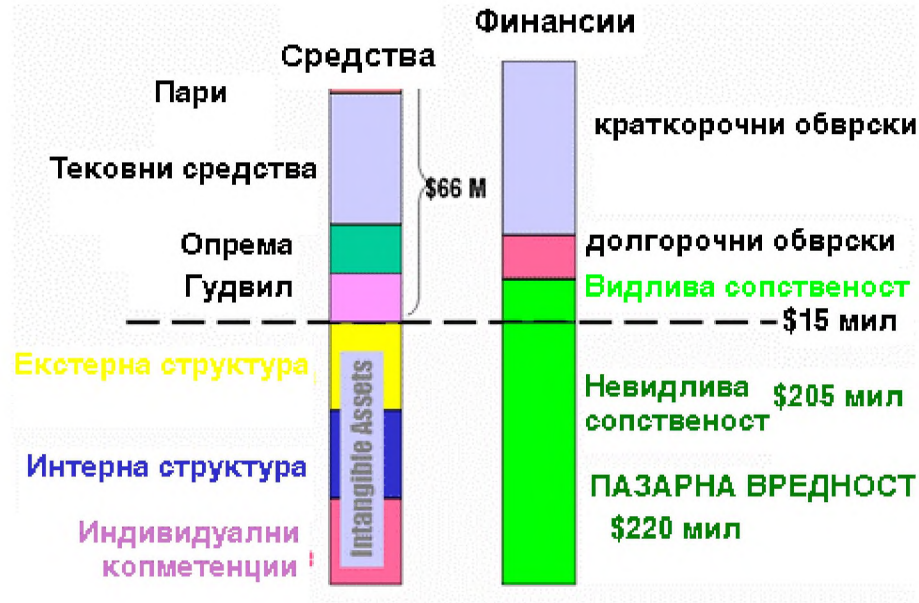 Финансии
Средства
Пари
краткорочни обврски
Тековни средства
$66 M
Опрема
долгорочни обврски
Гудвил
Видлива сопственост
$15 мил
Екстерна структура
Невидлива
сопственост
$205 мил
Intangible Assets
Интерна структура
ПАЗАРНА ВРЕДНОСТ
$220 мил
Индивидуални
копметенции